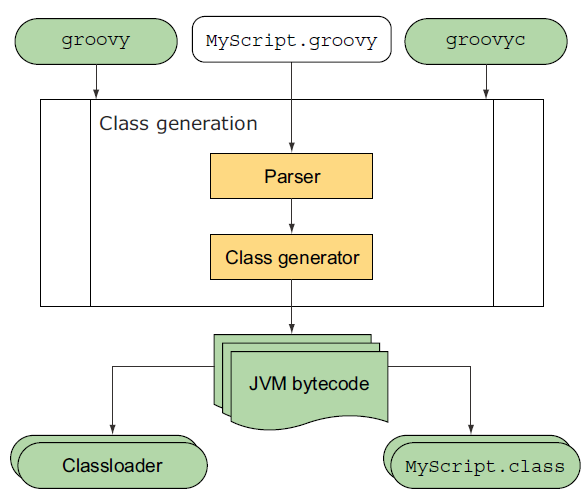 groovy
MyScript.groovy
groovyc
Class generation
Parser
Class generator
JVM bytecode
Classloader
MyScript.class